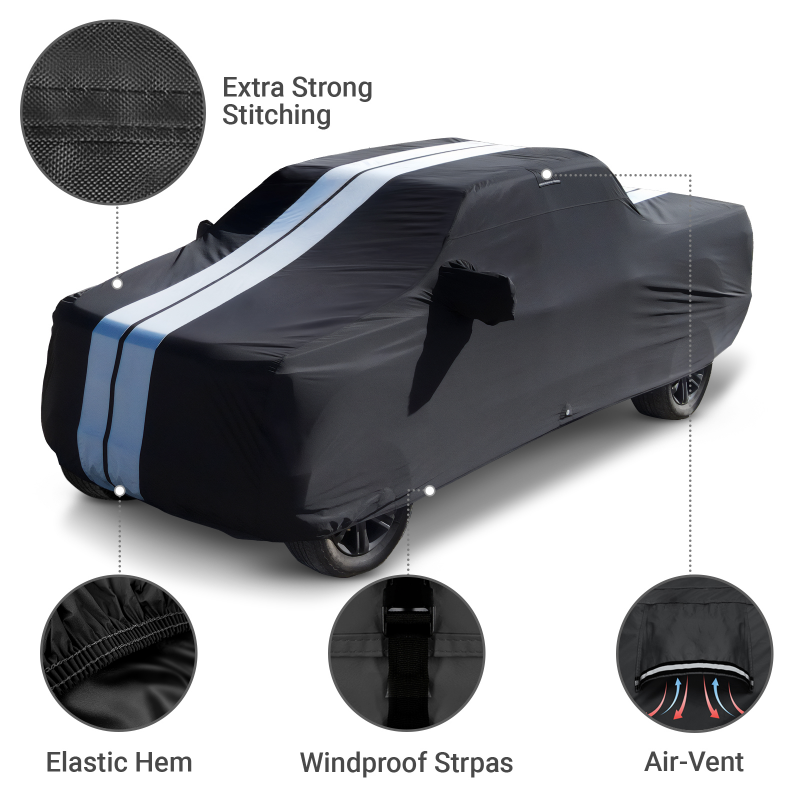 Extra Strong
Stitching
Elastic Hem
Windproof Strpas
Air-Vent